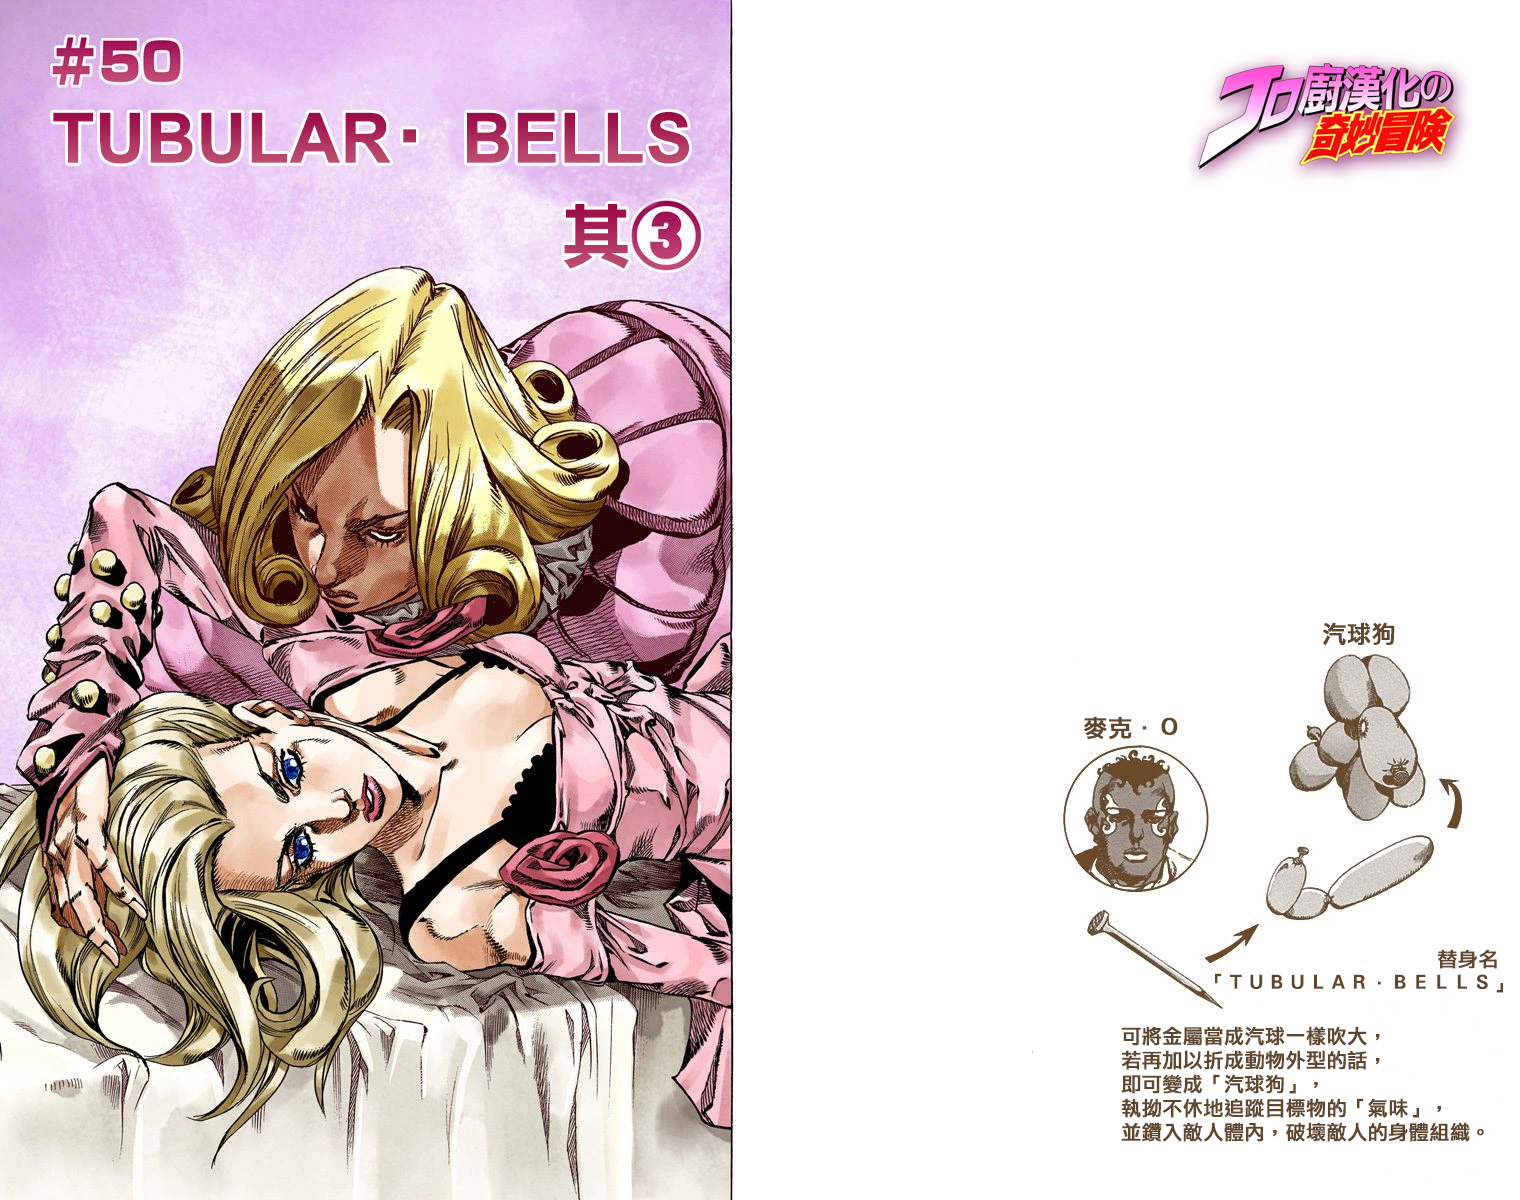 #50
TUBULAR· BELLS
其③
JO廚漢化の
奇妙冒険
汽球狗
麥克·O
替身名
「TUBULAR·BELLS」
可將金屬當成汽球一樣吹大，
若再加以折成動物外型的話，
即可變成「汽球狗」，
執拗不休地追蹤目標物的「氣味」，
並鑽入敵人體內，破壞敵人的身體組織。